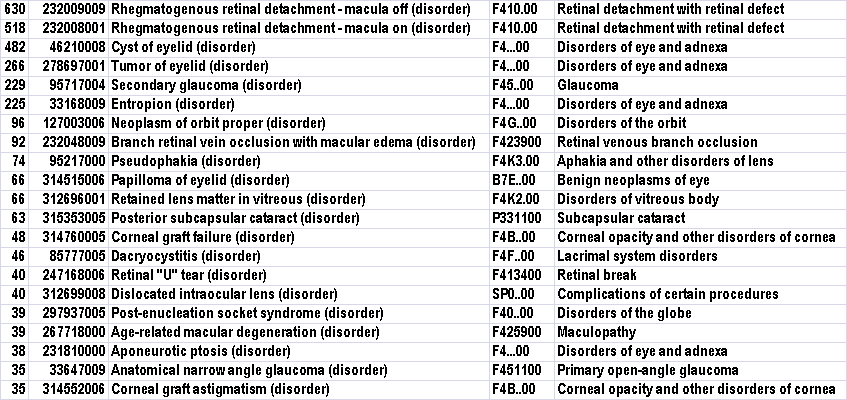 630 232009009 Rhegmatogenous retinal detachment - macula off (disorder) F410.00 Retinal detachment with retinal defect
518 232008001 Rhegmatogenous retinal detachment - macula on (disorder) F410.00 Retinal detachment with retinal defect
482 46210008 Cyst of eyelid (disorder) F4...00 Disorders of eye and adnexa
266 278697001 Tumor of eyelid (disorder) F4...00 Disorders of eye and adnexa
229 95717004 Secondary glaucoma (disorder) F45..00 Glaucoma
225 33168009 Entropion (disorder) F4...00 Disorders of eye and adnexa
96 127003006 Neoplasm of orbit proper (disorder) F4G..00 Disorders of the orbit
92 232048009 Branch retinal vein occlusion with macular edema (disorder) F423900 Retinal venous branch occlusion
74 95217000 Pseudophakia (disorder) F4K3.00 Aphakia and other disorders of lens
66 314515006 Papilloma of eyelid (disorder) B7E..00 Benign neoplasms of eye
66 312696001 Retained lens matter in vitreous (disorder) F4K2.00 Disorders of vitreous body
63 315353005 Posterior subcapsular cataract (disorder) P331100 Subcapsular cataract
48 314760005 Corneal graft failure (disorder) F4B..00 Corneal opacity and other disorders of cornea
46 85777005 Dacryocystitis (disorder) F4F..00 Lacrimal system disorders
40 247168006 Retinal "U" tear (disorder) F413400 Retinal break
40 312699008 Dislocated intraocular lens (disorder) SP0..00 Complications of certain procedures
39 297937005 Post-enucleation socket syndrome (disorder) F40..00 Disorders of the globe
39 267718000 Age-related macular degeneration (disorder) F425900 Maculopathy
38 231810000 Aponeurotic ptosis (disorder) F4...00 Disorders of eye and adnexa
35 33647009 Anatomical narrow angle glaucoma (disorder) F451100 Primary open-angle glaucoma
35 314552006 Corneal graft astigmatism (disorder) F4B..00 Corneal opacity and other disorders of cornea